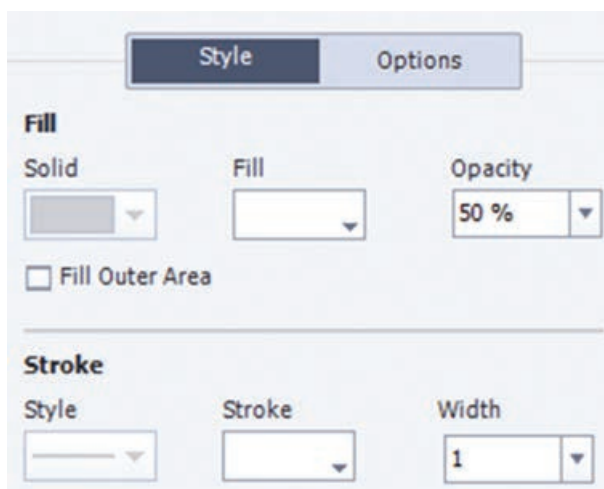 Style Options
Fill
Solid Fill Opacity
50 %
Fill Outer Area
Stroke
Style Stroke Width
1